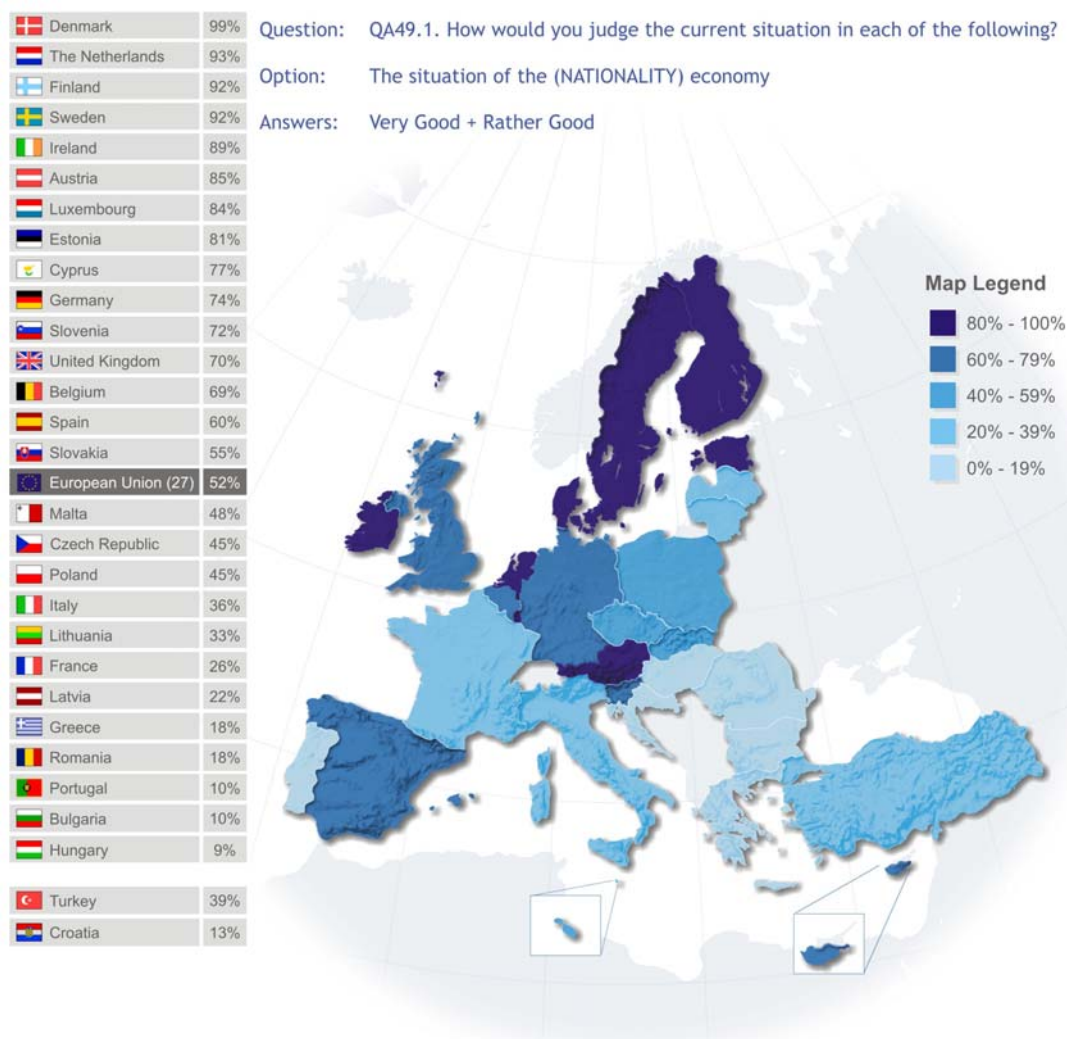 Question: QA49.1. How would you judge the current situation in each of the following?
Option: The situation of the (NATIONALITY) economy
Answers: Very Good + Rather Good
Denmark 99%
The Netherlands 93%
Finland 92%
Sweden 92%
Ireland 89%
Austria 85%
Luxembourg 84%
Estonia 81%
Cyprus 77%
Germany 74%
Slovenia 72%
United Kingdom 70%
Belgium 69%
Spain 60%
Slovakia 55%
European Union (27) 52%
Malta 48%
Czech Republic 45%
Poland 45%
Italy 36%
Lithuania 33%
France 26%
Latvia 22%
Greece 18%
Romania 18%
Portugal 10%
Bulgaria 10%
Hungary 9%
Turkey 39%
Croatia 13%
Map Legend
80% - 100%
60% - 79%
40% - 59%
20% - 39%
0% - 19%